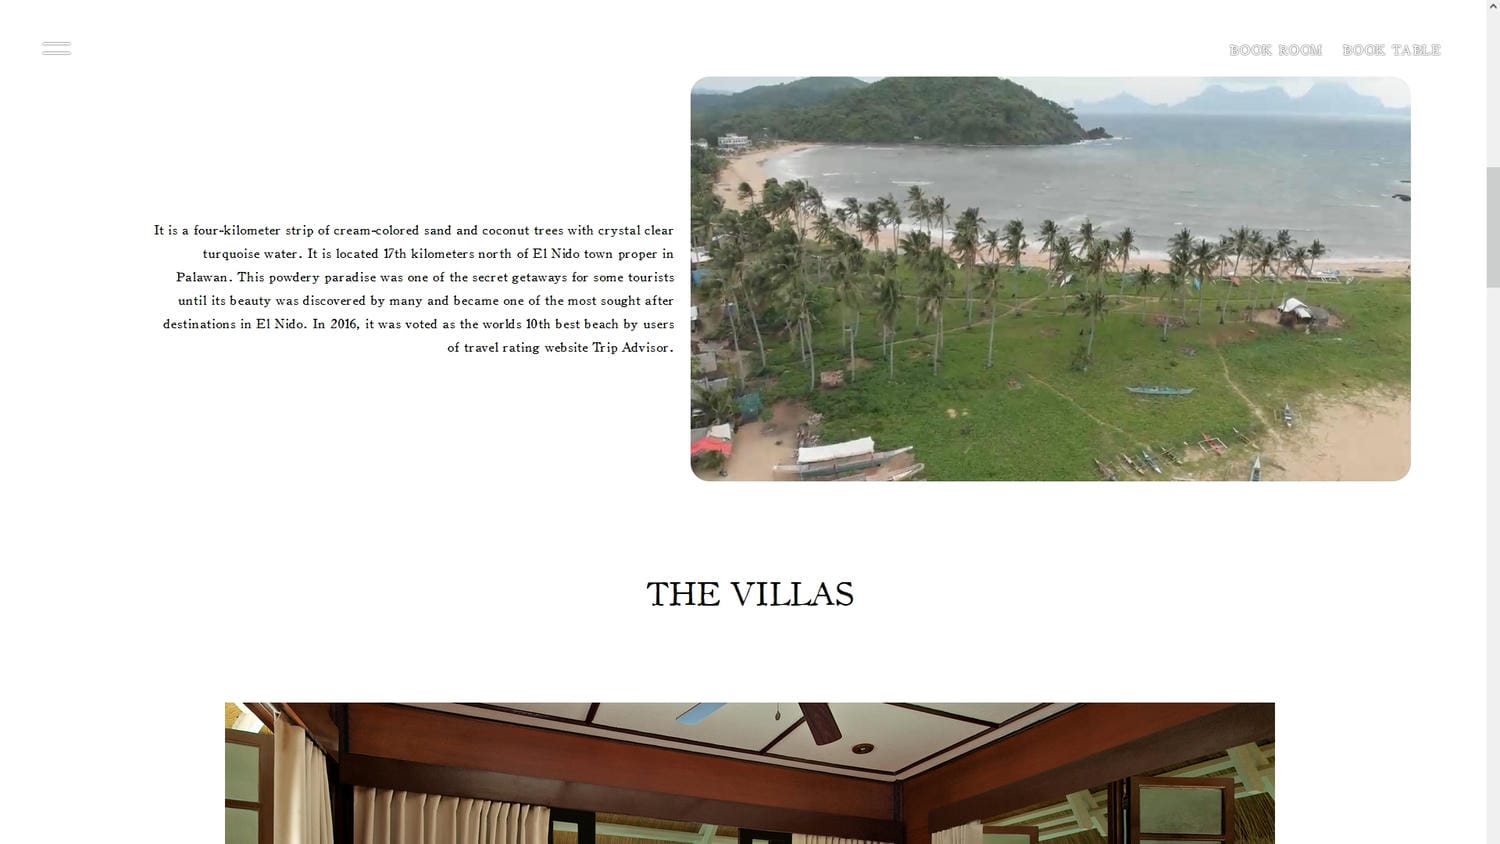 BOOK ROOM BOOK TABLE
It is a four-kilometer strip of cream-colored sand and coconut trees with crystal clear
turquoise water. It is located 17th kilometers north of El Nido town proper in
Palawan. This powdery paradise was one of the secret getaways for some tourists
until its beauty was discovered by many and became one of the most sought after
destinations in El Nido. In 2016, it was voted as the worlds 10th best beach by users
of travel rating website Trip Advisor.
THE VILLAS